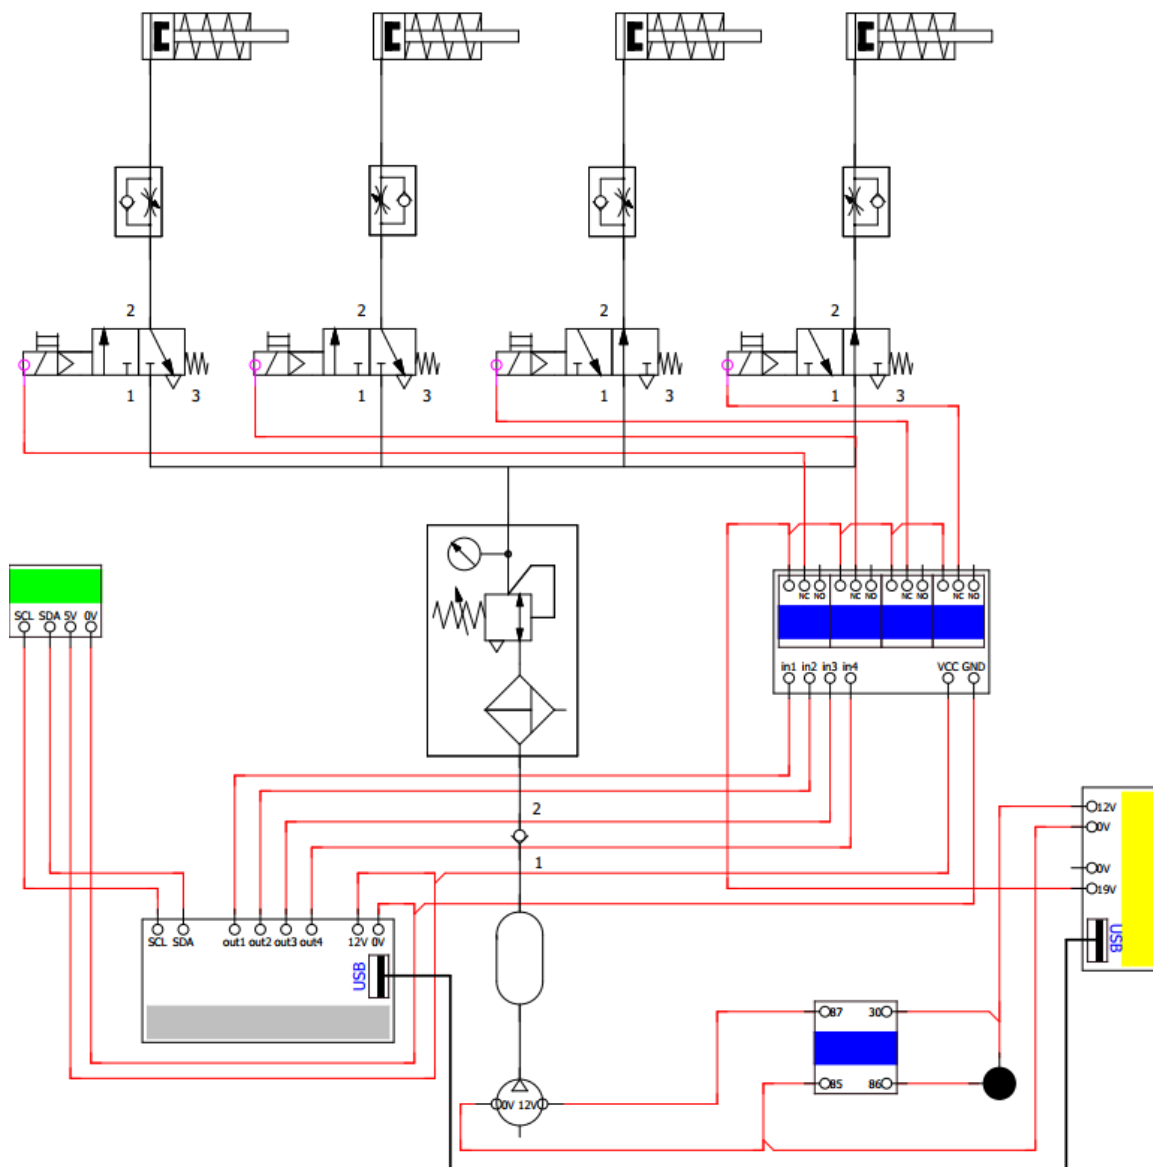 2 2 2 2
1 3 1 3 1 3 1 3
NC NO NC NO NC NO NC NO
SCL SDA 5V 0V
in1 in2 in3 in4 VCC GND
2
12V
0V
1
0V
19V
SCL SDA out1 out2 out3 out4 12V 0V
USB
USB
87 30
85 86
0V 12V